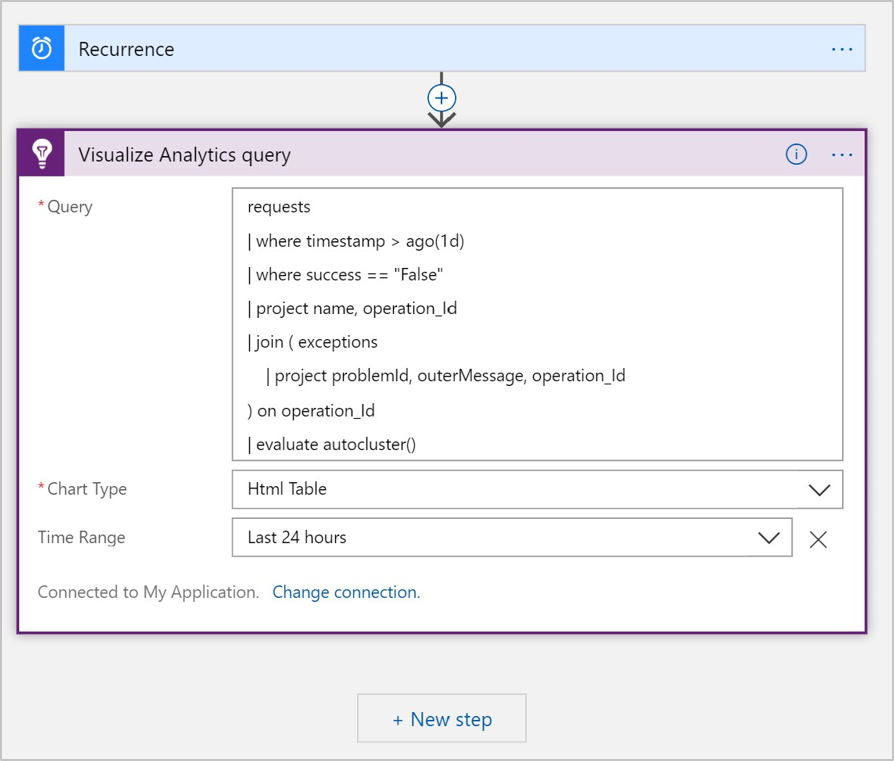 Recurrence
Visualize Analytics query
* Query
requests
| where timestamp > ago(1d)
| where success == "False"
| project name, operation_Id
| join ( exceptions
| project problemId, outerMessage, operation_Id
) on operation_Id
| evaluate autocluster()
* Chart Type
Html Table
Time Range
Last 24 hours
Connected to My Application. Change connection.
+ New step